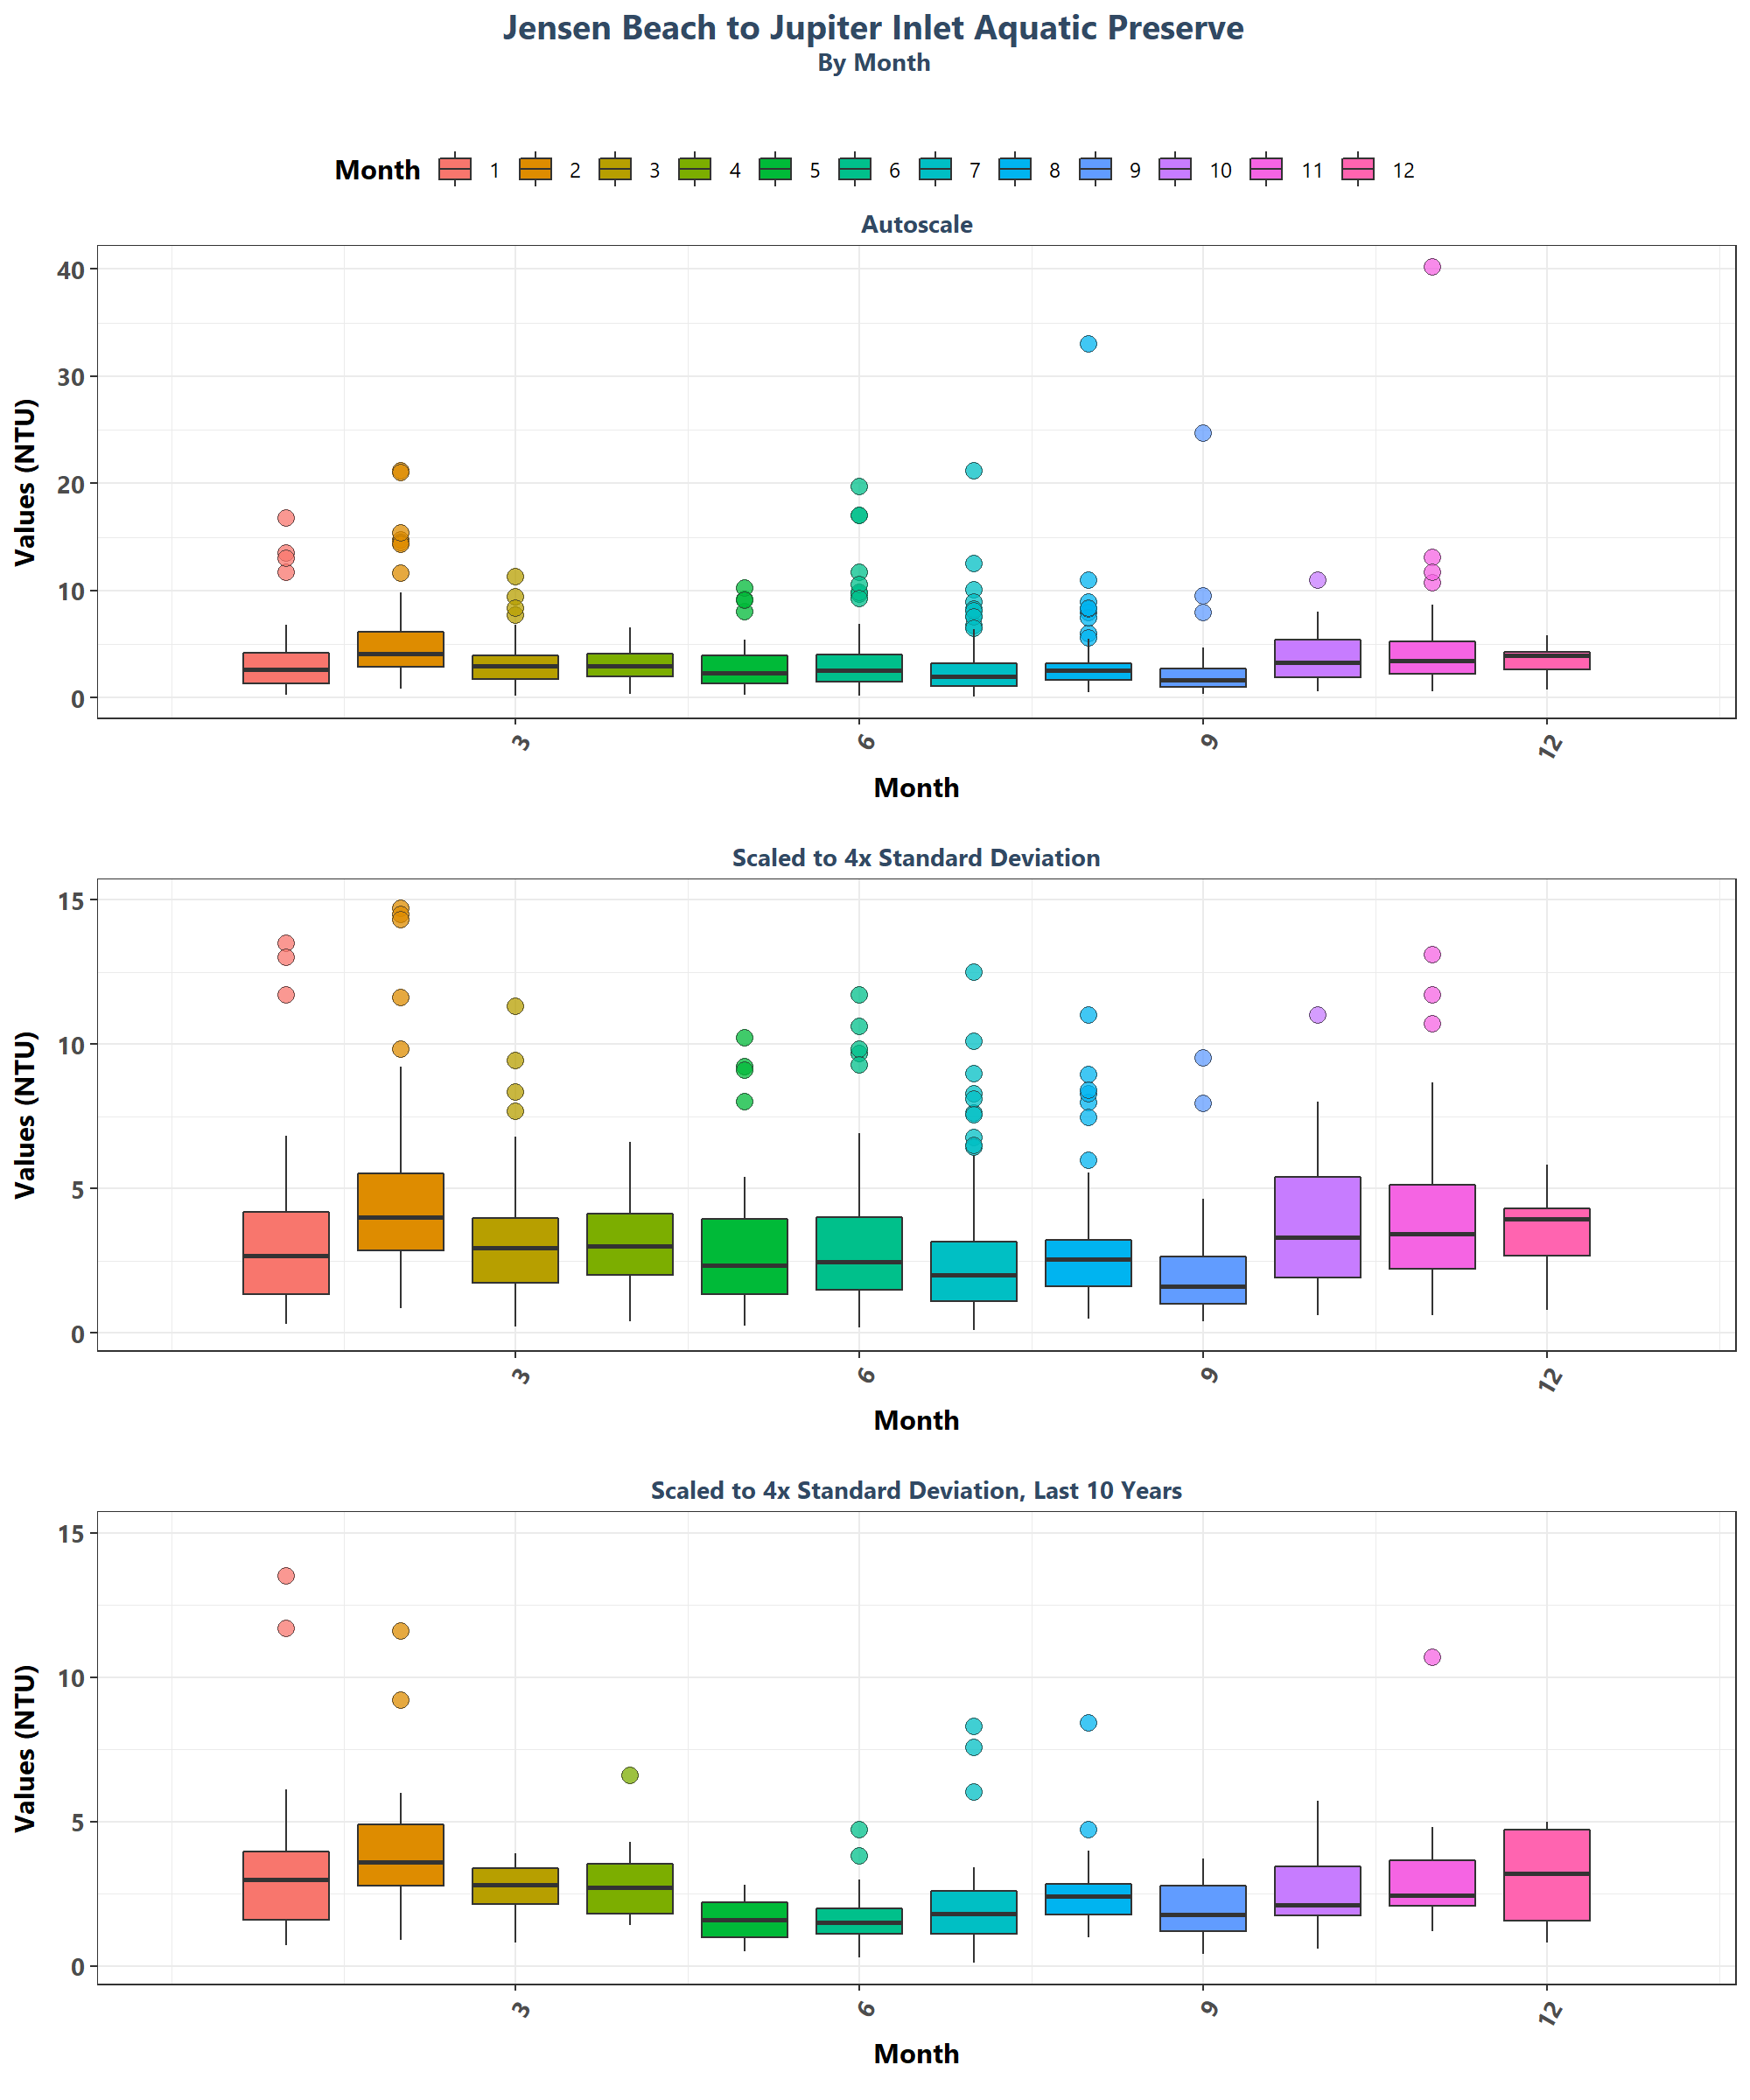 Jensen Beach to Jupiter Inlet Aquatic Preserve
By Month
Month 1 2 3 4 5 6 7 8 9 10 11 12
Autoscale
Values (NTU)
40
30
20
10
0
3 6 9 12
Month
Scaled to 4x Standard Deviation
Values (NTU)
15
10
5
0
3 6 9 12
Month
Scaled to 4x Standard Deviation, Last 10 Years
Values (NTU)
15
10
5
0
3 6 9 12
Month